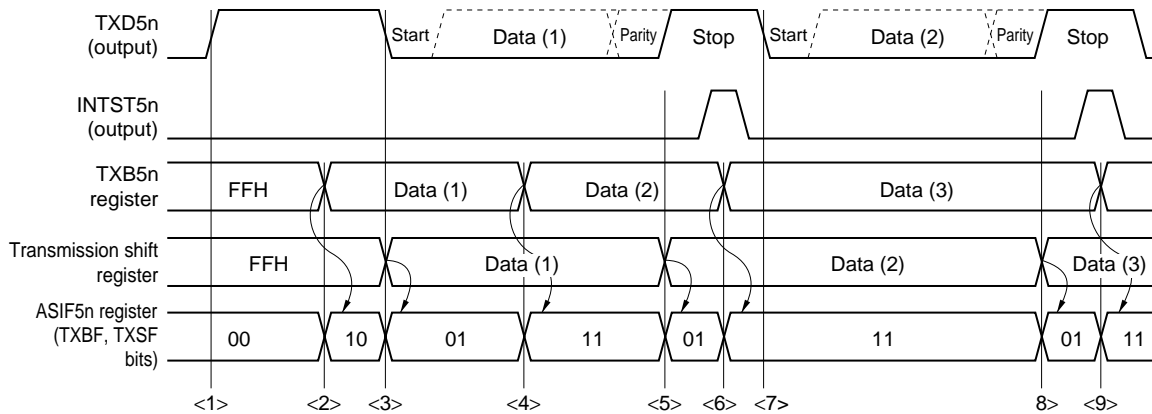 TXD5n
(output)
Start
Data (1)
Parity
Stop
Start
Data (2)
Parity
Stop
INTST5n
(output)
TXB5n
register
FFH
Data (1)
Data (2)
Data (3)
Transmission shift
register
FFH
Data (1)
Data (2)
Data (3)
ASIF5n register
(TXBF, TXSF
bits)
00
10
01
11
01
11
01
11
<1>
<2>
<3>
<4>
<5>
<6>
<7>
8>
<9>